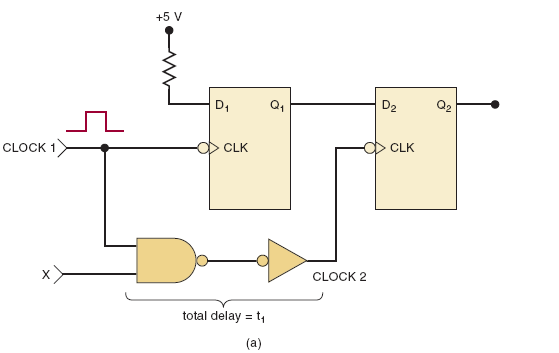 +5 V
D₁ Q₁ D₂ Q₂
CLOCK 1 CLK CLK
X
CLOCK 2
total delay = t₁
(a)